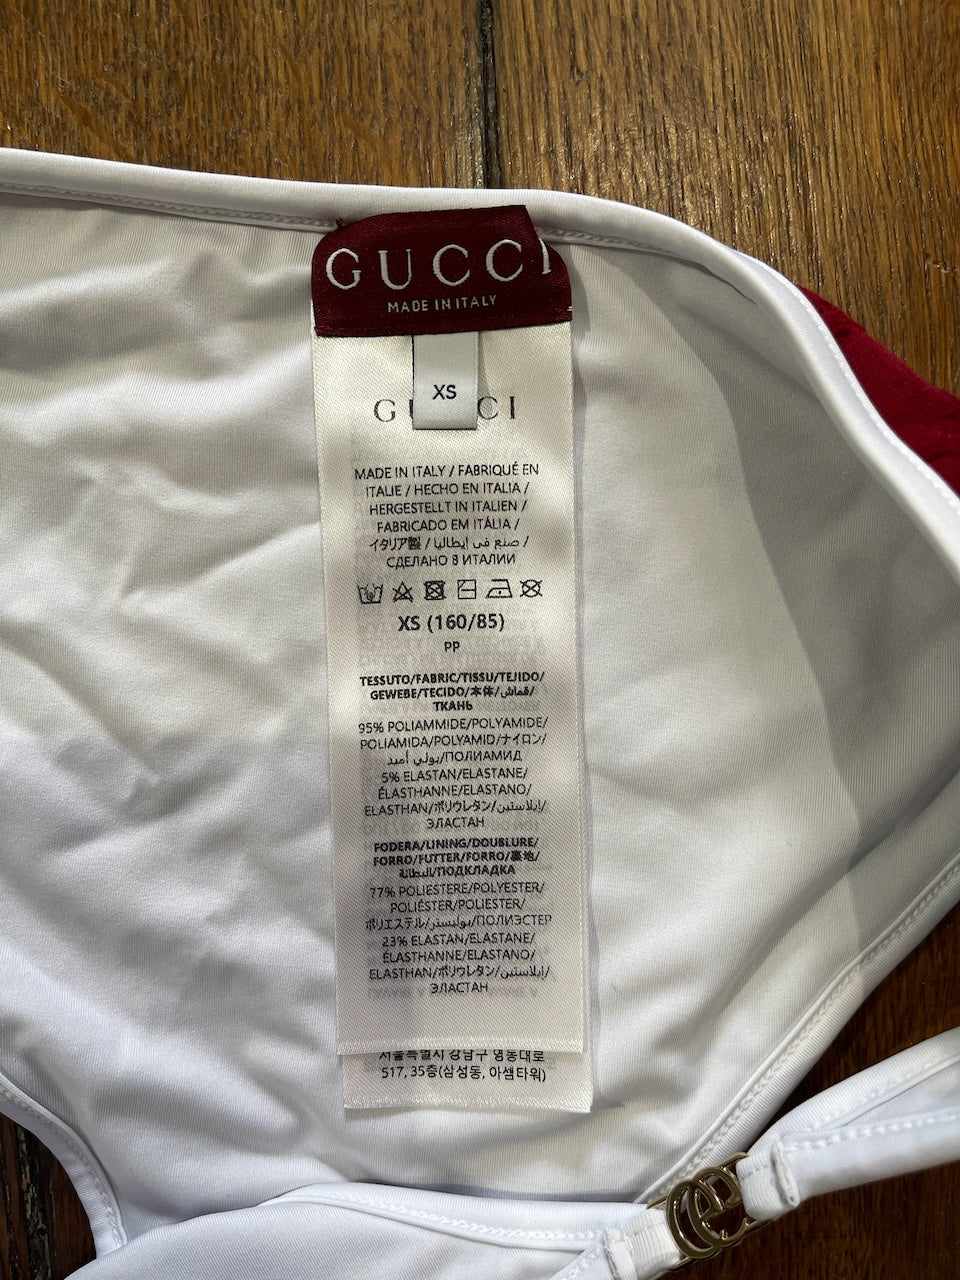 GUCCI
MADE IN ITALY
XS
GUCCI
MADE IN ITALY / FABRIQUÉ EN
ITALIE / HECHO EN ITALIA /
HERGESTELLT IN ITALIEN /
FABRICADO EM ITÁLIA /
イタリア製 / صنع في إيطاليا /
СДЕЛАНО В ИТАЛИИ
XS (160/85)
PP
TESSUTO/FABRIC/TISSU/TEJIDO/
GEWEBE/TECIDO/本体/قماش/
ТКАНЬ
95% POLIAMMIDE/POLYAMIDE/
POLIAMIDA/POLYAMID/ナイロン/
بولي أميد/ПОЛИАМИД
5% ELASTAN/ELASTANE/
ÉLASTHANNE/ELASTANO/
ELASTHAN/ポリウレタン/إيلاستين/
ЭЛАСТАН
FODERA/LINING/DOUBLURE/
FORRO/FUTTER/FORRO/裏地/
البطانة/ПОДКЛАДКА
77% POLIESTERE/POLYESTER/
POLIÉSTER/POLIESTER/
ポリエステル/بوليستر/ПОЛИЭСТЕР
23% ELASTAN/ELASTANE/
ÉLASTHANNE/ELASTANO/
ELASTHAN/ポリウレタン/إيلاستين/
ЭЛАСТАН
서울특별시 강남구 영동대로
517, 35층(삼성동, 아셈타워)